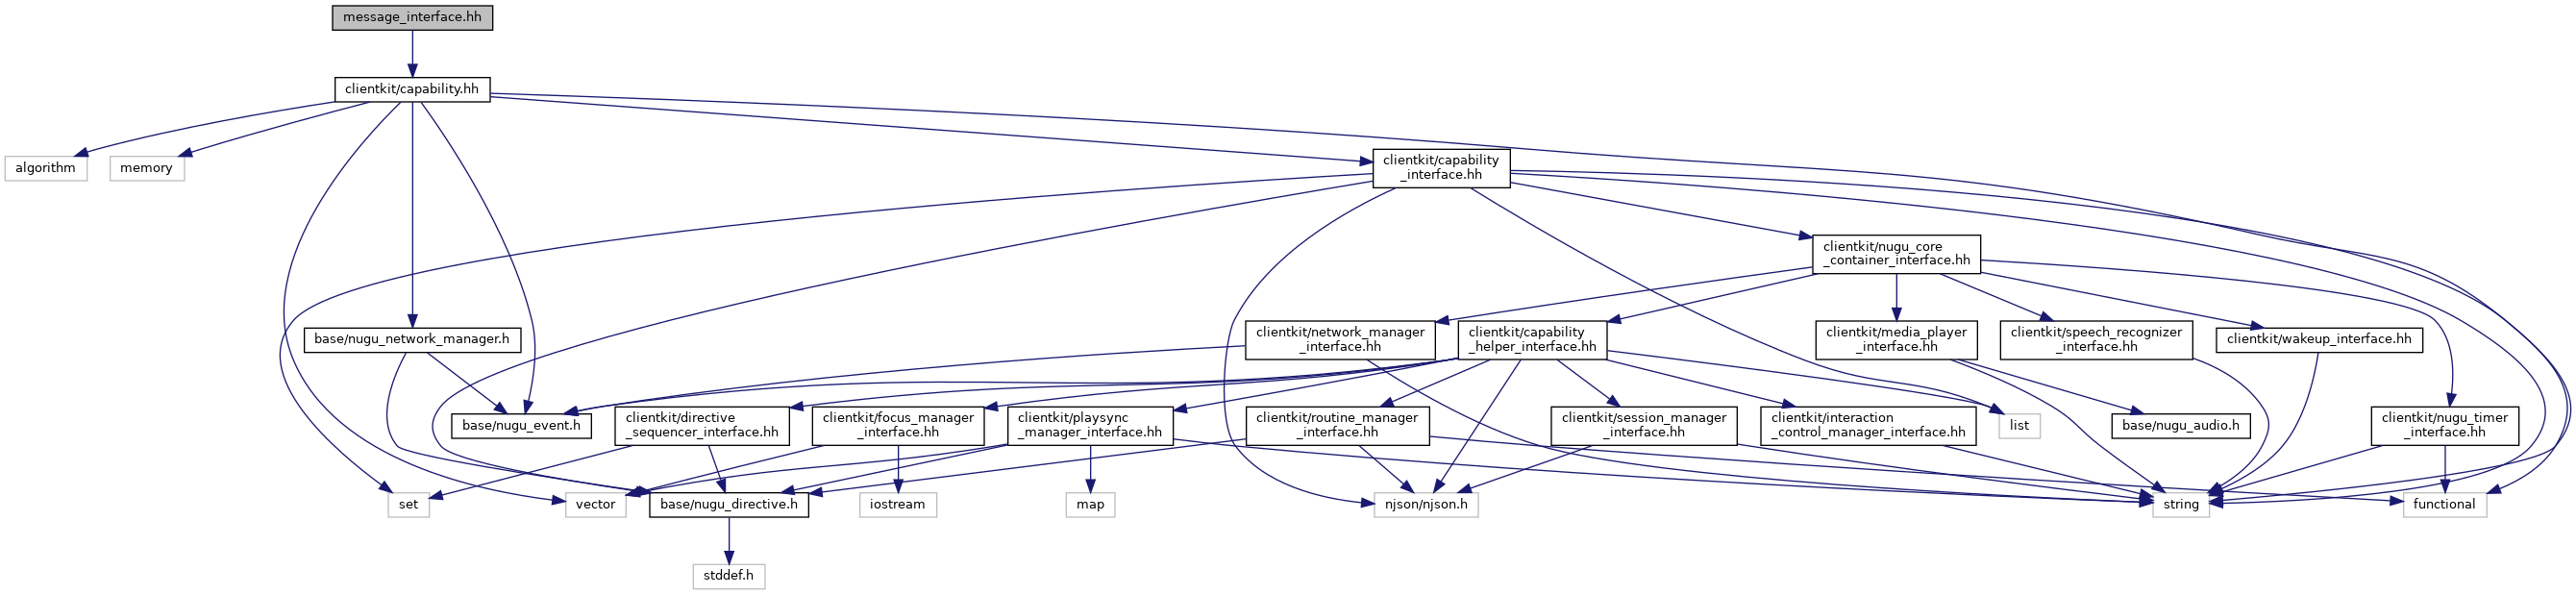 message_interface.hh
clientkit/capability.hh
algorithm
memory
clientkit/capability
_interface.hh
clientkit/nugu_core
_container_interface.hh
base/nugu_network_manager.h
clientkit/network_manager
_interface.hh
clientkit/capability
_helper_interface.hh
clientkit/media_player
_interface.hh
clientkit/speech_recognizer
_interface.hh
clientkit/wakeup_interface.hh
base/nugu_event.h
clientkit/directive
_sequencer_interface.hh
clientkit/focus_manager
_interface.hh
clientkit/playsync
_manager_interface.hh
clientkit/routine_manager
_interface.hh
clientkit/session_manager
_interface.hh
clientkit/interaction
_control_manager_interface.hh
list
base/nugu_audio.h
clientkit/nugu_timer
_interface.hh
set
vector
base/nugu_directive.h
iostream
map
njson/njson.h
string
functional
stddef.h